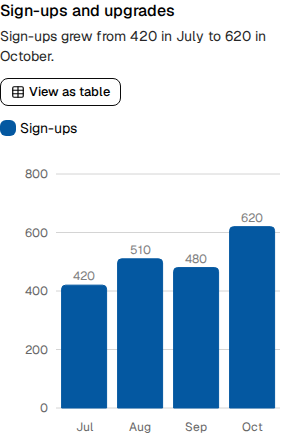 Sign-ups and upgrades
Sign-ups grew from 420 in July to 620 in
October.
View as table
Sign-ups
800
600
400
200
0
420
510
480
620
Jul
Aug
Sep
Oct